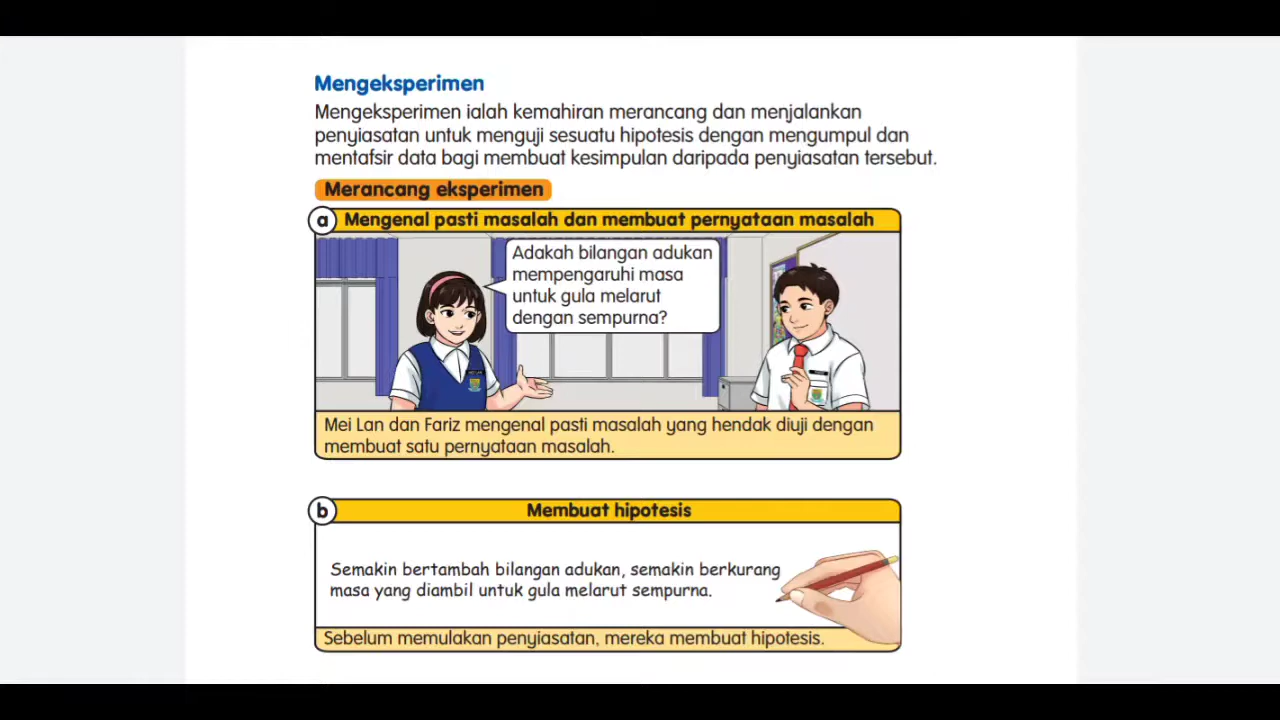 Mengeksperimen
Mengeksperimen ialah kemahiran merancang dan menjalankan
penyiasatan untuk menguji sesuatu hipotesis dengan mengumpul dan
mentafsir data bagi membuat kesimpulan daripada penyiasatan tersebut.
Merancang eksperimen
a Mengenal pasti masalah dan membuat pernyataan masalah
Adakah bilangan adukan
mempengaruhi masa
untuk gula melarut
dengan sempurna?
Mei Lan dan Fariz mengenal pasti masalah yang hendak diuji dengan
membuat satu pernyataan masalah.
b Membuat hipotesis
Semakin bertambah bilangan adukan, semakin berkurang
masa yang diambil untuk gula melarut sempurna.
Sebelum memulakan penyiasatan, mereka membuat hipotesis.